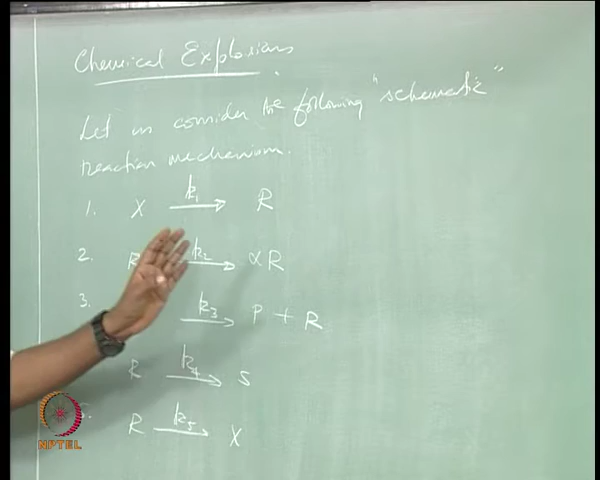 Chemical Explosions
Let us consider the following "schematic"
reaction mechanism.
1. X k1 → R
2. R k2 → αR
3. k3 → P + R
R k4 → S
5. R k5 → X
NPTEL